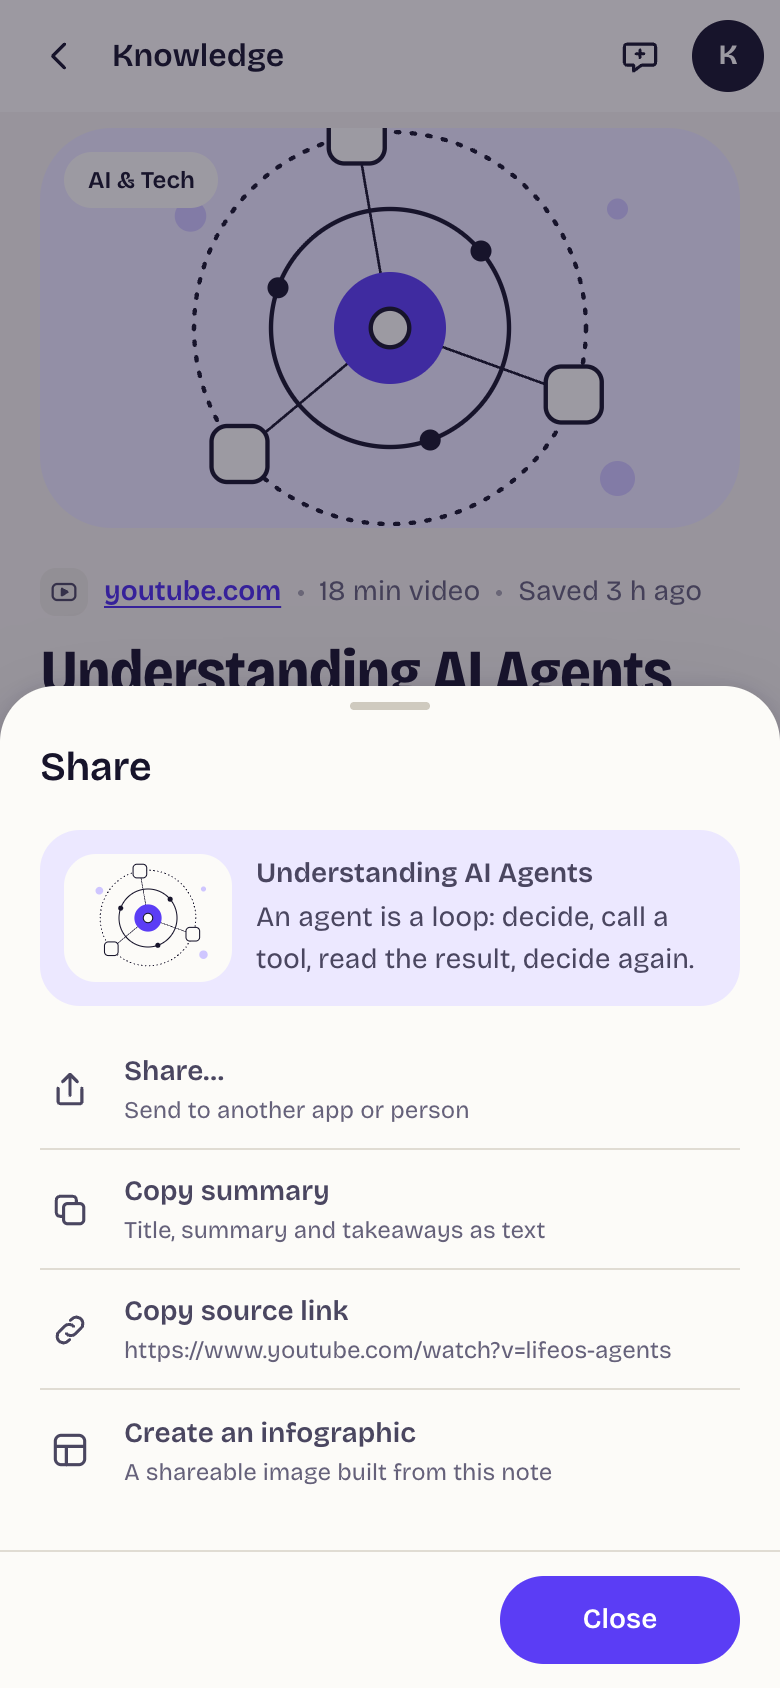 Knowledge
K
AI & Tech
youtube.com • 18 min video • Saved 3 h ago
Understanding AI Agents
Share
Understanding AI Agents
An agent is a loop: decide, call a
tool, read the result, decide again.
Share...
Send to another app or person
Copy summary
Title, summary and takeaways as text
Copy source link
https://www.youtube.com/watch?v=lifeos-agents
Create an infographic
A shareable image built from this note
Close